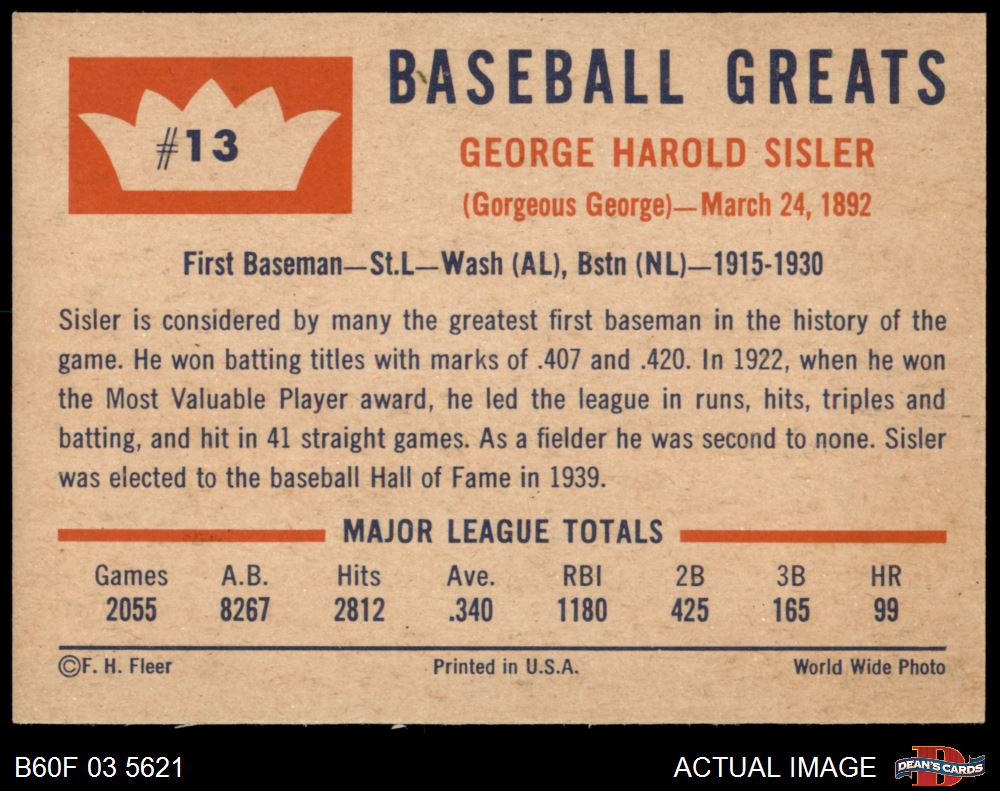 #13
BASEBALL GREATS
GEORGE HAROLD SISLER
(Gorgeous George)—March 24, 1892
First Baseman—St.L—Wash (AL), Bstn (NL)—1915-1930
Sisler is considered by many the greatest first baseman in the history of the
game. He won batting titles with marks of .407 and .420. In 1922, when he won
the Most Valuable Player award, he led the league in runs, hits, triples and
batting, and hit in 41 straight games. As a fielder he was second to none. Sisler
was elected to the baseball Hall of Fame in 1939.
MAJOR LEAGUE TOTALS
Games A.B. Hits Ave. RBI 2B 3B HR
2055 8267 2812 .340 1180 425 165 99
©F. H. Fleer Printed in U.S.A. World Wide Photo
B60F 03 5621 ACTUAL IMAGE D DEAN'S CARDS